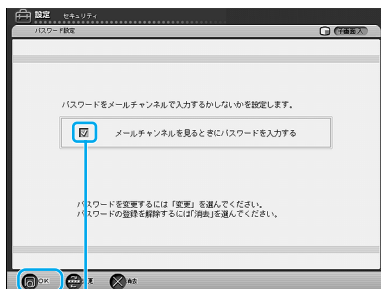 設定 セキュリティ
パスワード設定
子画面入
パスワードをメールチャンネルで入力するかしないかを設定します。
メールチャンネルを見るときにパスワードを入力する
パスワードを変更するには「変更」を選んでください。
パスワードの登録を解除するには「消去」を選んでください。
OK 変更 消去